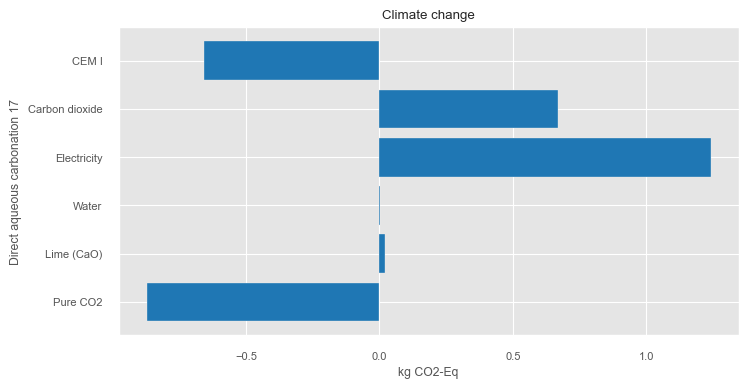 Climate change
Direct aqueous carbonation 17
CEM I
Carbon dioxide
Electricity
Water
Lime (CaO)
Pure CO2
−0.5
0.0
0.5
1.0
kg CO2-Eq